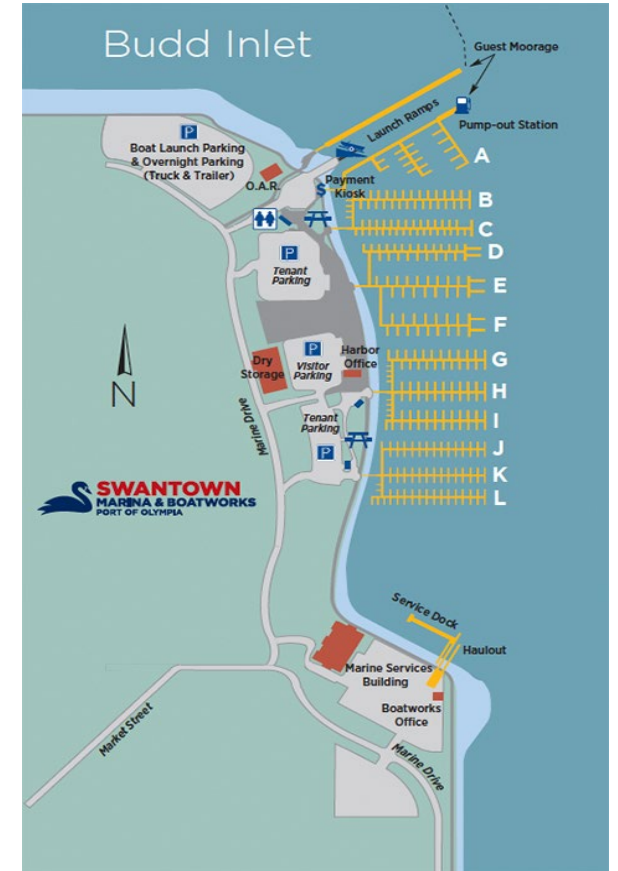 Budd Inlet
Guest Moorage
Launch Ramps
Pump-out Station
P
Boat Launch Parking
& Overnight Parking
(Truck & Trailer)
O.A.R.
$
Payment
Kiosk
A
B
C
D
E
F
G
H
I
J
K
L
P
Tenant
Parking
Dry
Storage
P
Visitor
Parking
Harbor
Office
Tenant
Parking
P
N
Marine Drive
SWANTOWN
MARINA & BOATWORKS
PORT OF OLYMPIA
Service Dock
Haulout
Marine Services
Building
Boatworks
Office
Market Street
Marine Drive